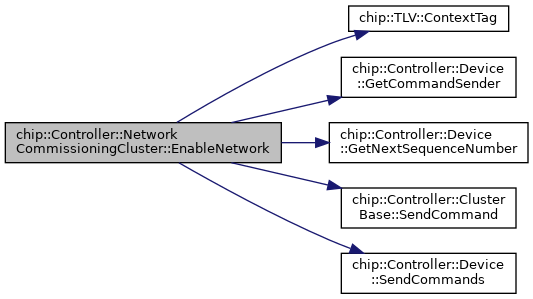 chip::TLV::ContextTag
chip::Controller::Device
::GetCommandSender
chip::Controller::Network
CommissioningCluster::EnableNetwork
chip::Controller::Device
::GetNextSequenceNumber
chip::Controller::Cluster
Base::SendCommand
chip::Controller::Device
::SendCommands